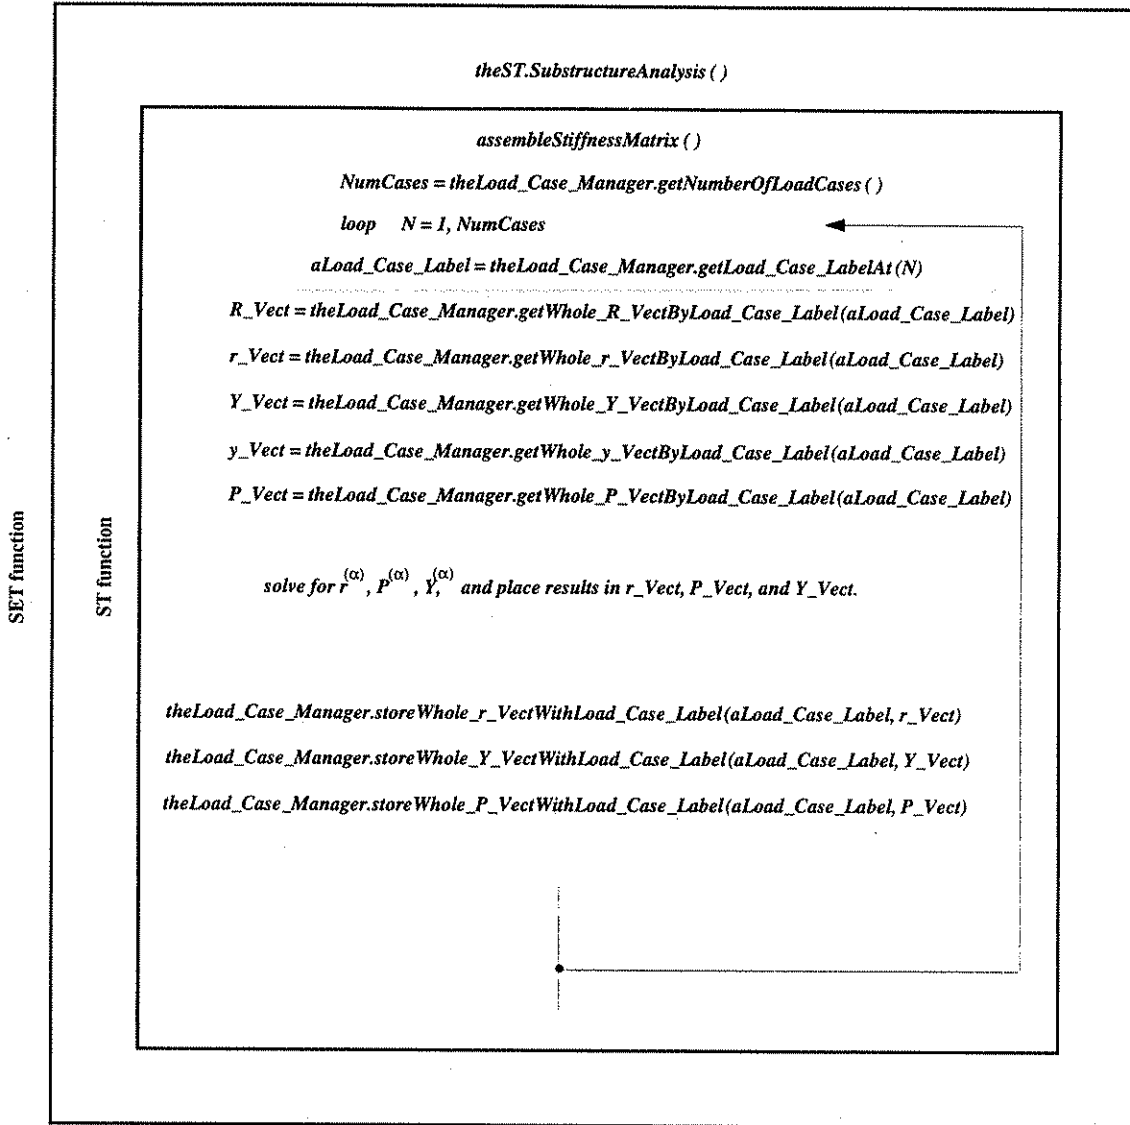 theST.SubstructureAnalysis ( )
assembleStiffnessMatrix ( )
NumCases = theLoad_Case_Manager.getNumberOfLoadCases ( )
loop N = 1, NumCases
aLoad_Case_Label = theLoad_Case_Manager.getLoad_Case_LabelAt (N)
R_Vect = theLoad_Case_Manager.getWhole_R_VectByLoad_Case_Label (aLoad_Case_Label)
r_Vect = theLoad_Case_Manager.getWhole_r_VectByLoad_Case_Label (aLoad_Case_Label)
Y_Vect = theLoad_Case_Manager.getWhole_Y_VectByLoad_Case_Label (aLoad_Case_Label)
y_Vect = theLoad_Case_Manager.getWhole_y_VectByLoad_Case_Label (aLoad_Case_Label)
P_Vect = theLoad_Case_Manager.getWhole_P_VectByLoad_Case_Label (aLoad_Case_Label)
solve for r^(α), P^(α), Y,^(α) and place results in r_Vect, P_Vect, and Y_Vect.
theLoad_Case_Manager.storeWhole_r_VectWithLoad_Case_Label (aLoad_Case_Label, r_Vect)
theLoad_Case_Manager.storeWhole_Y_VectWithLoad_Case_Label (aLoad_Case_Label, Y_Vect)
theLoad_Case_Manager.storeWhole_P_VectWithLoad_Case_Label (aLoad_Case_Label, P_Vect)
SET function
ST function